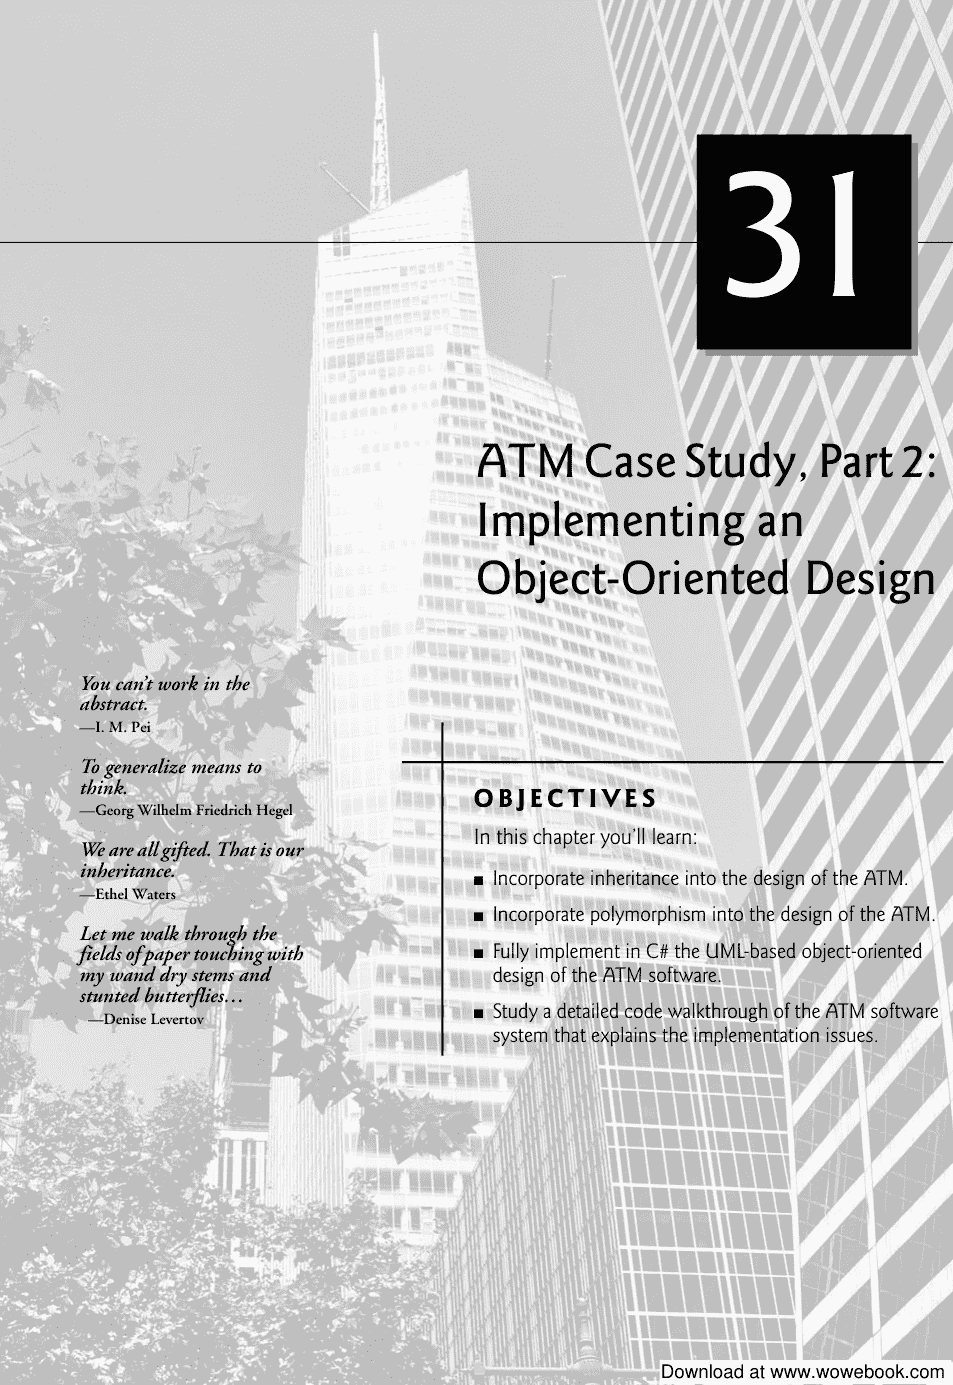 31
ATM Case Study, Part 2:
Implementing an
Object-Oriented Design
You can’t work in the
abstract.
—I. M. Pei
To generalize means to
think.
—Georg Wilhelm Friedrich Hegel
We are all gifted. That is our
inheritance.
—Ethel Waters
Let me walk through the
fields of paper touching with
my wand dry stems and
stunted butterflies…
—Denise Levertov
OBJECTIVES
In this chapter you’ll learn:
■ Incorporate inheritance into the design of the ATM.
■ Incorporate polymorphism into the design of the ATM.
■ Fully implement in C# the UML-based object-oriented
design of the ATM software.
■ Study a detailed code walkthrough of the ATM software
system that explains the implementation issues.
Download at www.wowebook.com